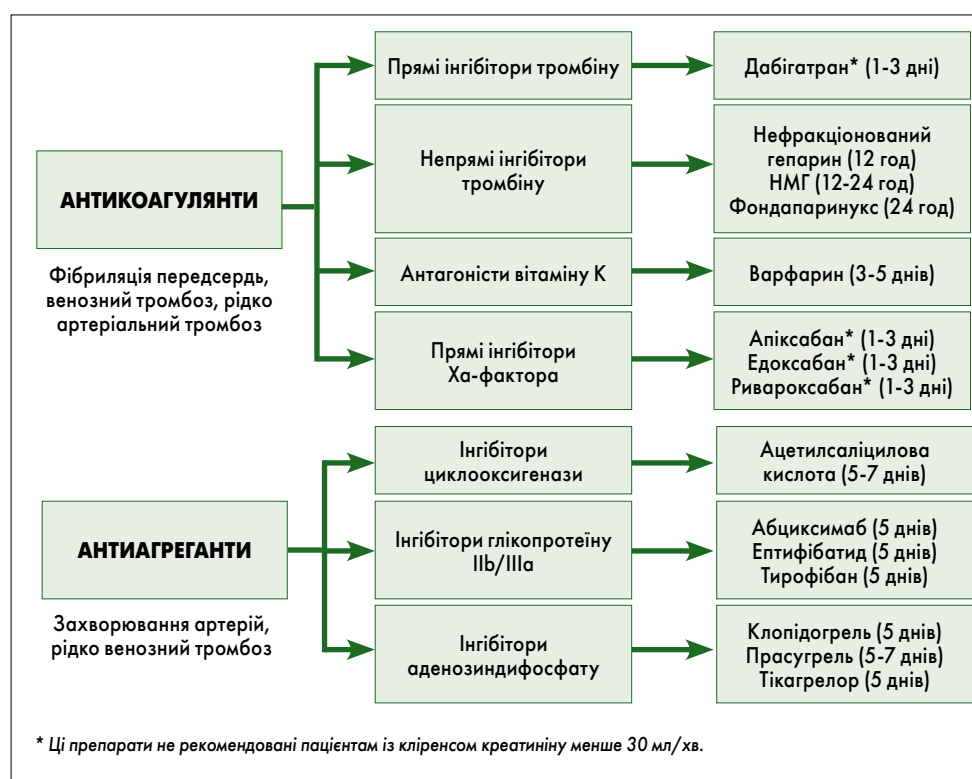 АНТИКОАГУЛЯНТИ
Фібриляція передсердь,
венозний тромбоз, рідко
артеріальний тромбоз
Прямі інгібітори тромбіну
Дабігатран* (1-3 дні)
Непрямі інгібітори
тромбіну
Нефракціонований
гепарин (12 год)
НМГ (12-24 год)
Фондапаринукс (24 год)
Антагоністи вітаміну К
Варфарин (3-5 днів)
Прямі інгібітори
Ха-фактора
Апіксабан* (1-3 дні)
Едоксабан* (1-3 дні)
Ривароксабан* (1-3 дні)
АНТИАГРЕГАНТИ
Захворювання артерій,
рідко венозний тромбоз
Інгібітори
циклооксигенази
Ацетилсаліцилова
кислота (5-7 днів)
Інгібітори глікопротеїну
IIb/IIIa
Абциксимаб (5 днів)
Ептифібатид (5 днів)
Тирофібан (5 днів)
Інгібітори
аденозиндифосфату
Клопідогрель (5 днів)
Прасугрель (5-7 днів)
Тікагрелор (5 днів)
* Ці препарати не рекомендовані пацієнтам із кліренсом креатиніну менше 30 мл/хв.